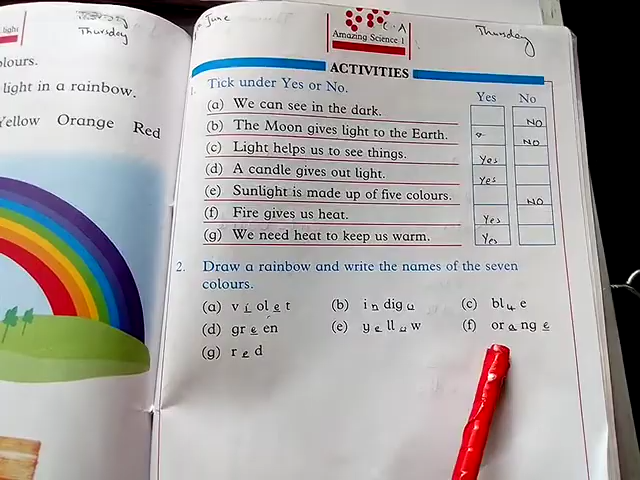 light
Thursday
olours.
light in a rainbow.
Yellow Orange Red
June
C.A
Amazing Science-1
Thursday
ACTIVITIES
1. Tick under Yes or No.
Yes No
(a) We can see in the dark. NO
(b) The Moon gives light to the Earth. NO
(c) Light helps us to see things. Yes
(d) A candle gives out light. Yes
(e) Sunlight is made up of five colours. NO
(f) Fire gives us heat. Yes
(g) We need heat to keep us warm. Yes
2. Draw a rainbow and write the names of the seven
colours.
(a) violet (b) indigo (c) blue
(d) green (e) yellow (f) orange
(g) red